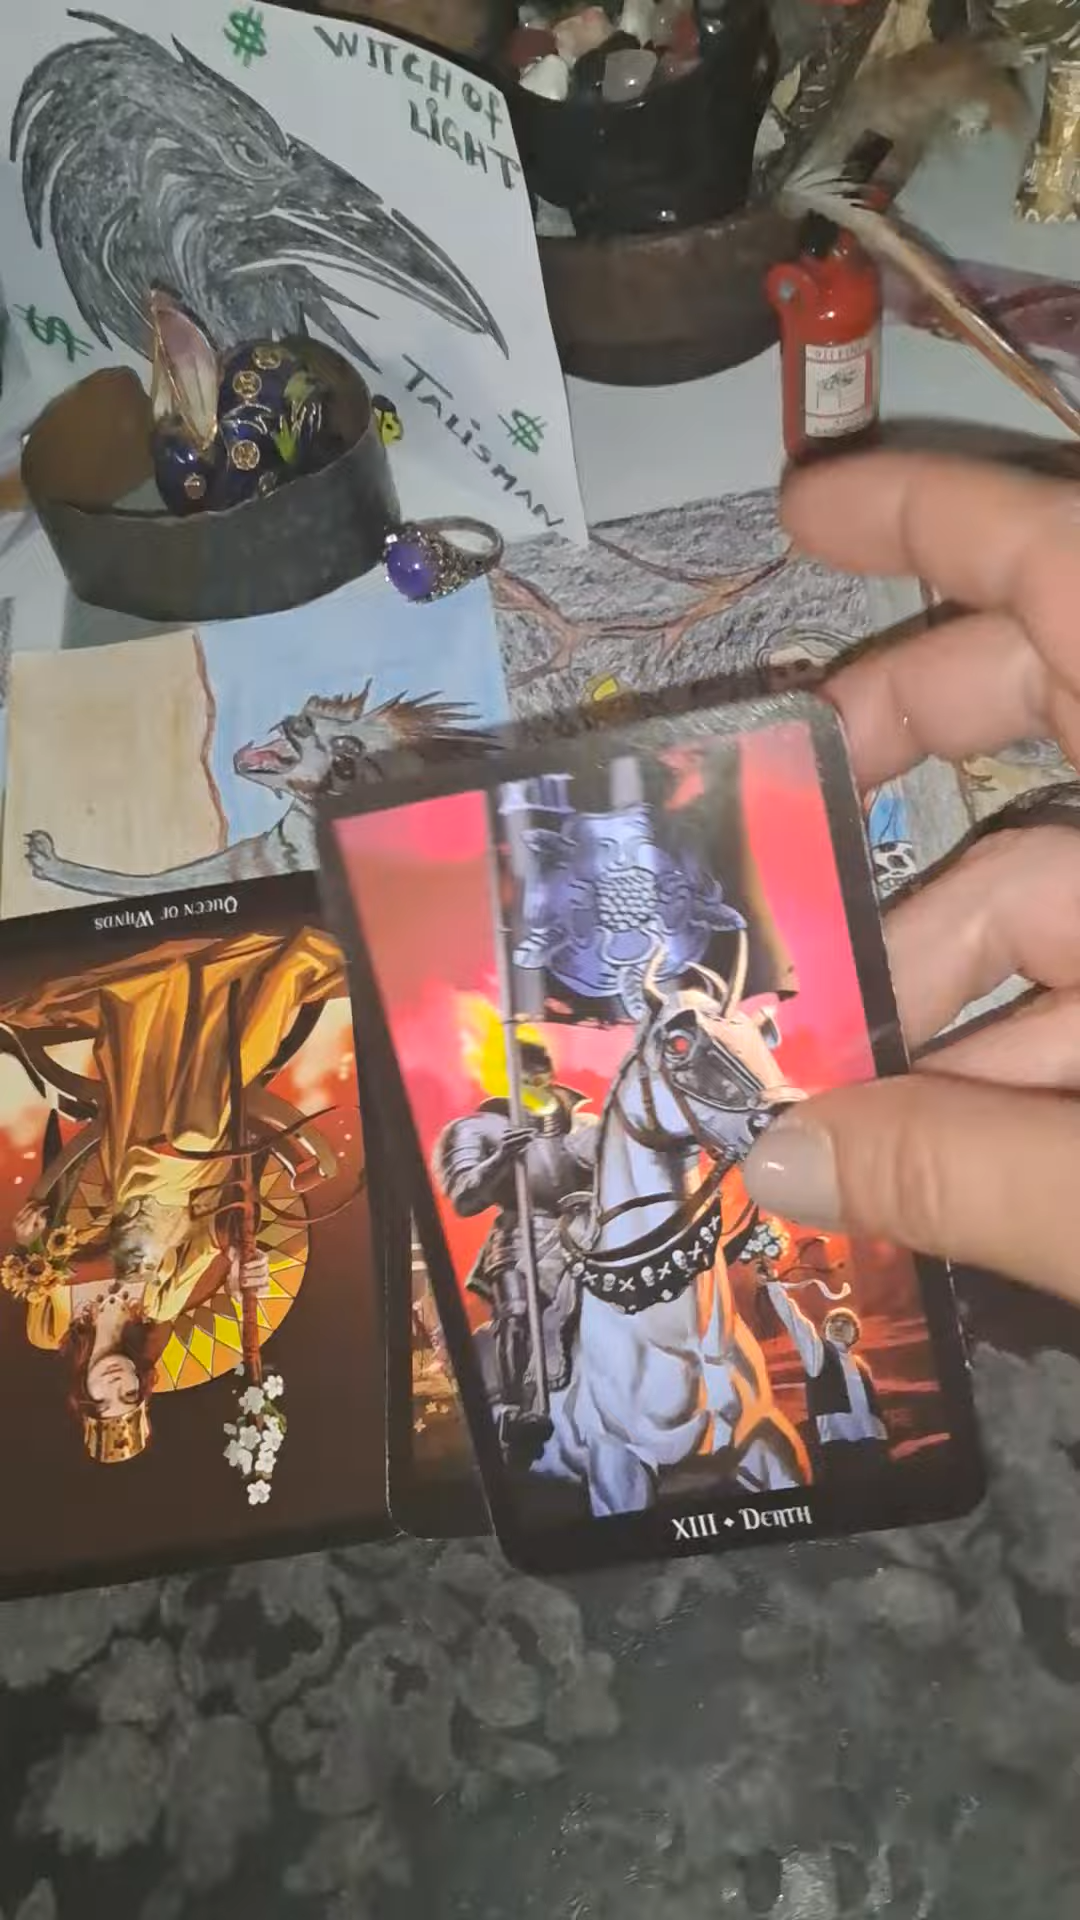 $ WITCH OF
LIGHT
$
TALISMAN
$
QUEEN OF WANDS
XIII • DEATH